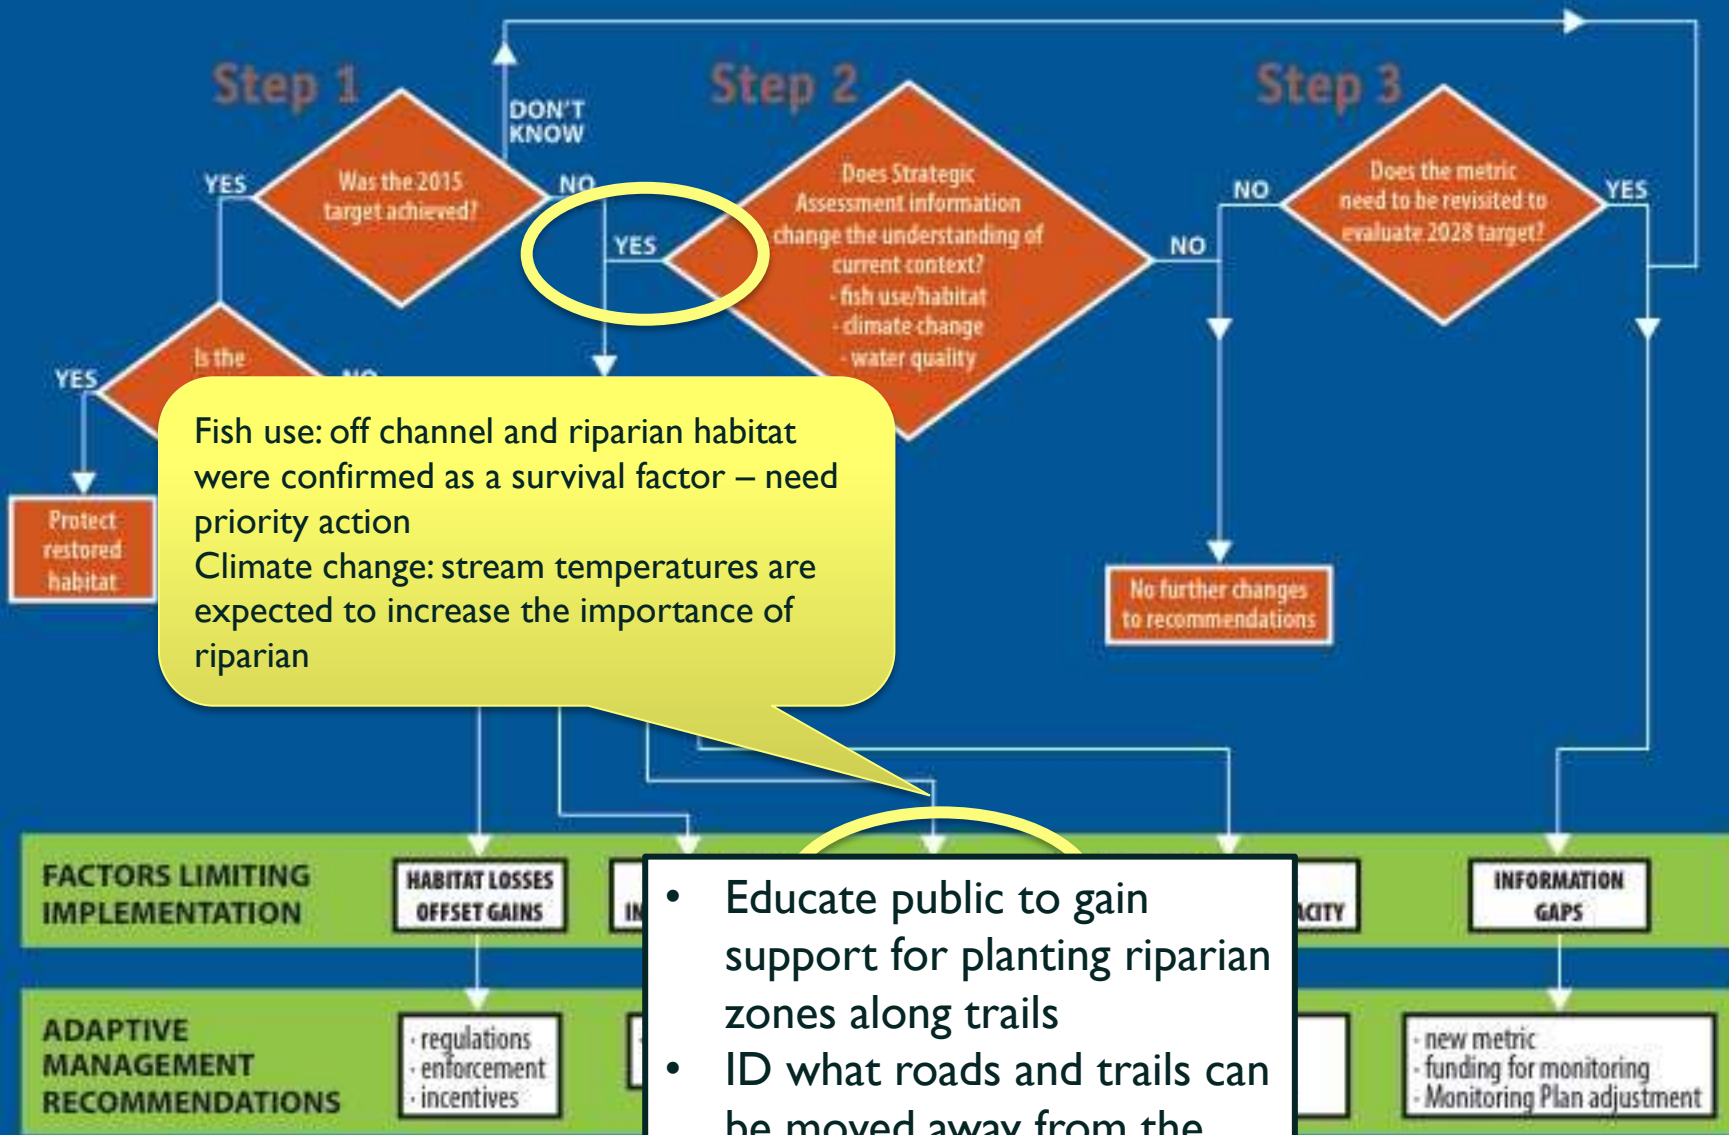 Step 1
Step 2
Step 3
DON'T
KNOW
YES
Was the 2015
target achieved?
NO
YES
Does Strategic
Assessment information
change the understanding of
current context?
- fish use/habitat
- climate change
- water quality
NO
NO
Does the metric
need to be revisited to
evaluate 2028 target?
YES
YES
Is the
NO
Protect
restored
habitat
Fish use: off channel and riparian habitat
were confirmed as a survival factor – need
priority action
Climate change: stream temperatures are
expected to increase the importance of
riparian
No further changes
to recommendations
FACTORS LIMITING
IMPLEMENTATION
HABITAT LOSSES
OFFSET GAINS
INFORMATION
GAPS
ADAPTIVE
MANAGEMENT
RECOMMENDATIONS
· regulations
· enforcement
· incentives
• Educate public to gain
support for planting riparian
zones along trails
• ID what roads and trails can
be moved away from the
- new metric
- funding for monitoring
- Monitoring Plan adjustment